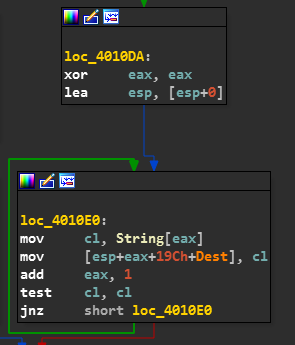 loc_4010DA:
xor eax, eax
lea esp, [esp+0]
loc_4010E0:
mov cl, String[eax]
mov [esp+eax+19Ch+Dest], cl
add eax, 1
test cl, cl
jnz short loc_4010E0